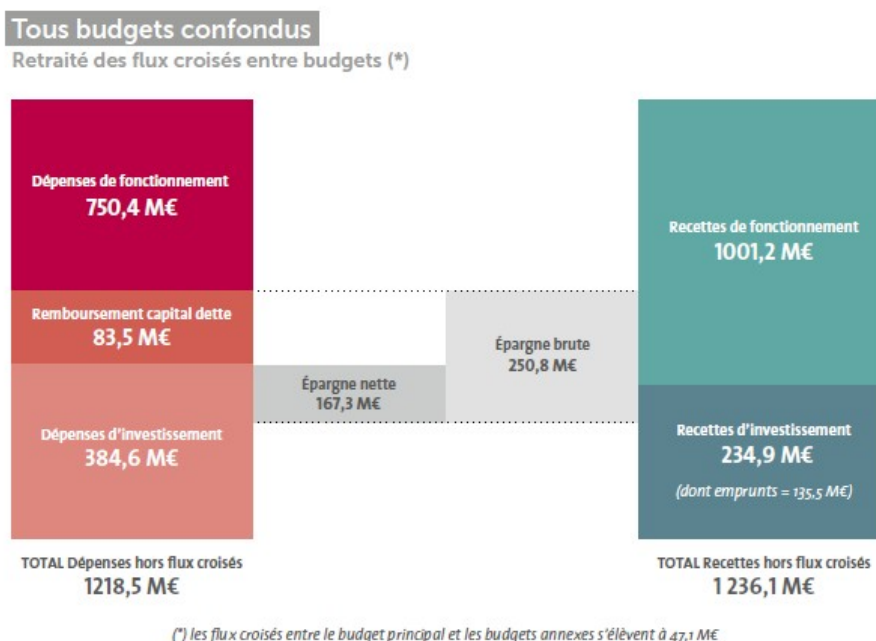 Tous budgets confondus
Retraité des flux croisés entre budgets (*)
Dépenses de fonctionnement
750,4 M€
Remboursement capital dette
83,5 M€
Dépenses d'investissement
384,6 M€
TOTAL Dépenses hors flux croisés
1218,5 M€
Épargne nette
167,3 M€
Épargne brute
250,8 M€
Recettes de fonctionnement
1001,2 M€
Recettes d'investissement
234,9 M€
(dont emprunts = 135,5 M€)
TOTAL Recettes hors flux croisés
1 236,1 M€
(*) les flux croisés entre le budget principal et les budgets annexes s'élèvent à 47,1 M€